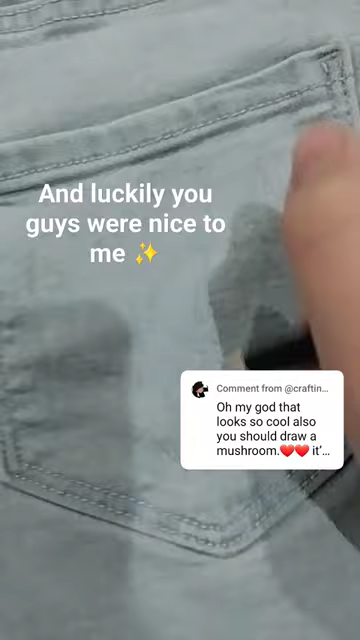 And luckily you
guys were nice to
me ✨
Comment from @craftin...
Oh my god that
looks so cool also
you should draw a
mushroom.❤️❤️ it'...